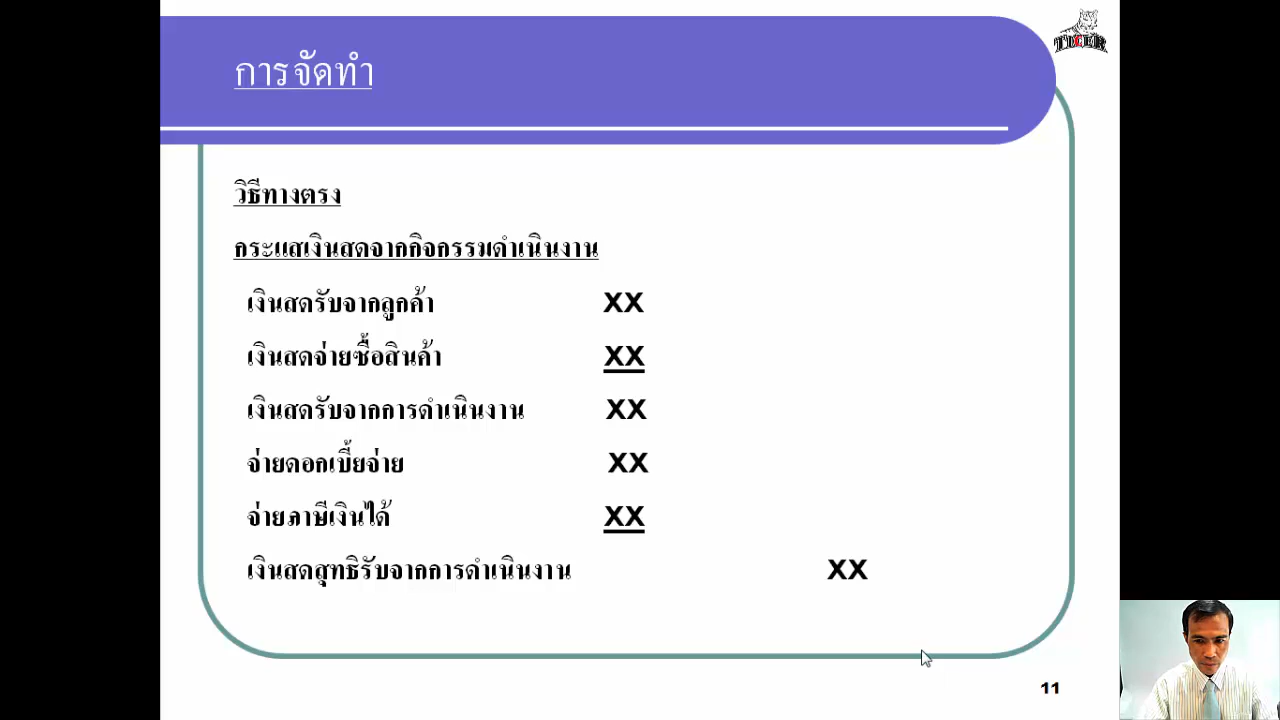 TIGER
การจัดทำ
วิธีทางตรง
กระแสเงินสดจากกิจกรรมดำเนินงาน
เงินสดรับจากลูกค้า XX
เงินสดจ่ายซื้อสินค้า XX
เงินสดรับจากการดำเนินงาน XX
จ่ายดอกเบี้ยจ่าย XX
จ่ายภาษีเงินได้ XX
เงินสดสุทธิรับจากการดำเนินงาน XX
11